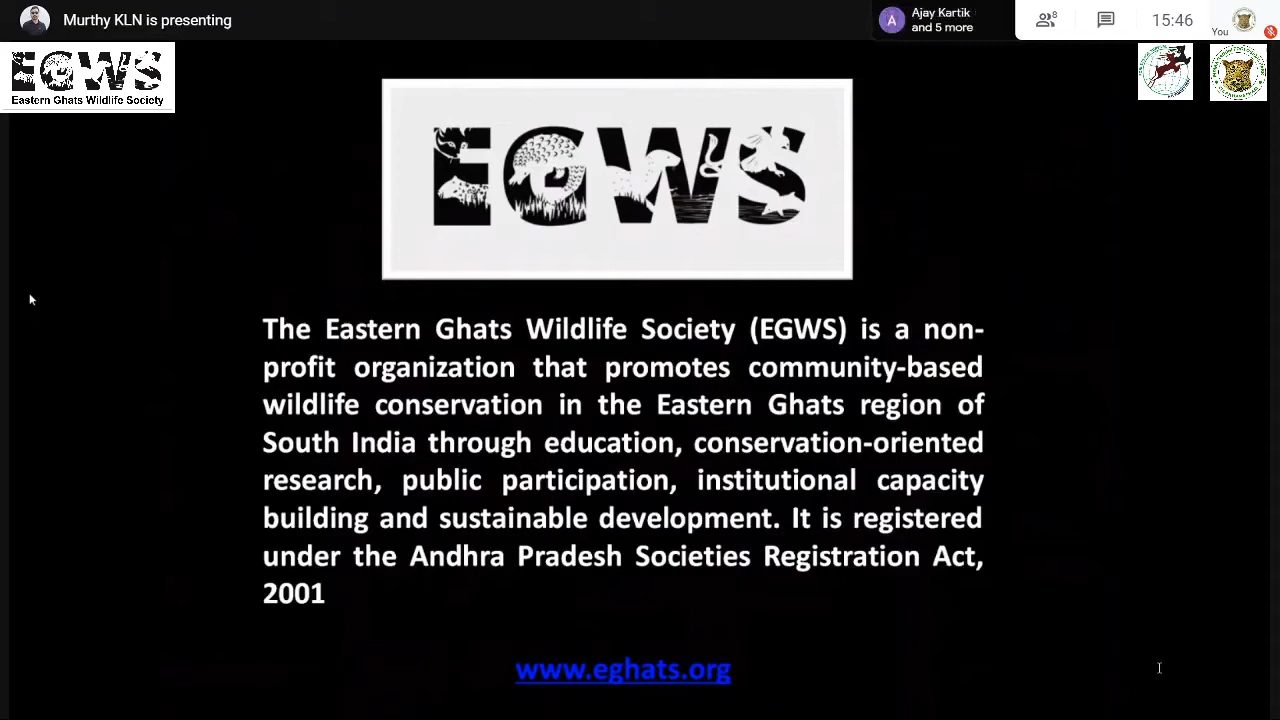 Murthy KLN is presenting
Ajay Kartik
and 5 more
8
15:46
You
A
EGWS
Eastern Ghats Wildlife Society
EGWS
The Eastern Ghats Wildlife Society (EGWS) is a non-
profit organization that promotes community-based
wildlife conservation in the Eastern Ghats region of
South India through education, conservation-oriented
research, public participation, institutional capacity
building and sustainable development. It is registered
under the Andhra Pradesh Societies Registration Act,
2001
www.eghats.org